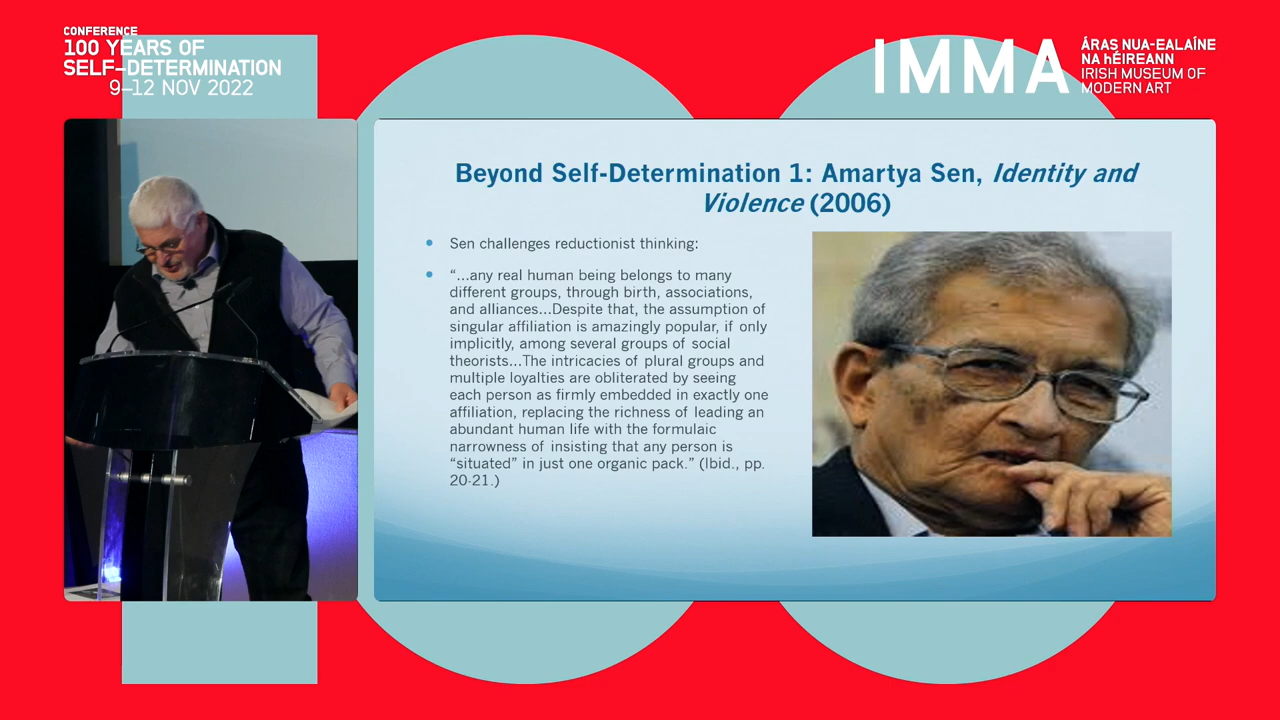 CONFERENCE
100 YEARS OF
SELF–DETERMINATION
9–12 NOV 2022
IMMA
ÁRAS NUA-EALAÍNE
NA hÉIREANN
IRISH MUSEUM OF
MODERN ART
Beyond Self-Determination 1: Amartya Sen, Identity and
Violence (2006)
Sen challenges reductionist thinking:
“...any real human being belongs to many
different groups, through birth, associations,
and alliances...Despite that, the assumption of
singular affiliation is amazingly popular, if only
implicitly, among several groups of social
theorists...The intricacies of plural groups and
multiple loyalties are obliterated by seeing
each person as firmly embedded in exactly one
affiliation, replacing the richness of leading an
abundant human life with the formulaic
narrowness of insisting that any person is
“situated” in just one organic pack.” (Ibid., pp.
20-21.)